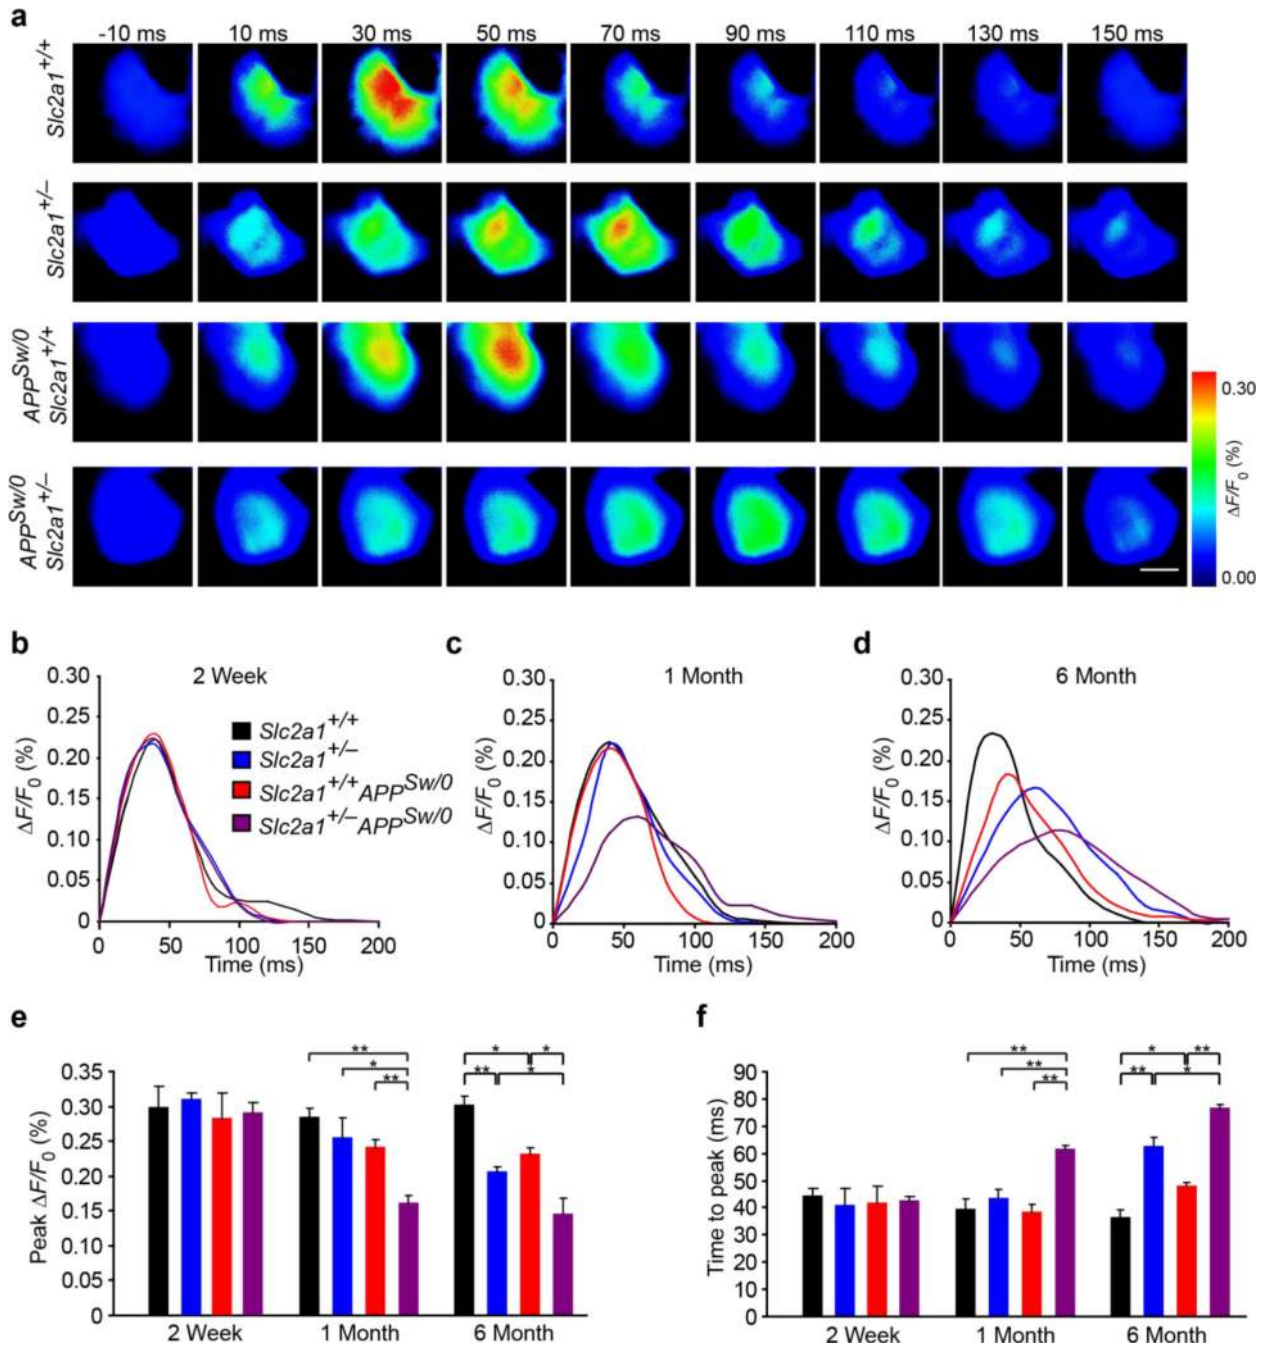 a
-10 ms 10 ms 30 ms 50 ms 70 ms 90 ms 110 ms 130 ms 150 ms
Slc2a1+/+
Slc2a1+/–
APPSw/0
Slc2a1+/+
APPSw/0
Slc2a1+/–
0.30
ΔF/F0 (%)
0.00
b
2 Week
0.30
0.25
0.20
0.15
0.10
0.05
0
ΔF/F0 (%)
0 50 100 150 200
Time (ms)
Slc2a1+/+
Slc2a1+/–
Slc2a1+/+APPSw/0
Slc2a1+/–APPSw/0
c
1 Month
0.30
0.25
0.20
0.15
0.10
0.05
0
ΔF/F0 (%)
0 50 100 150 200
Time (ms)
d
6 Month
0.30
0.25
0.20
0.15
0.10
0.05
0
ΔF/F0 (%)
0 50 100 150 200
Time (ms)
e
** * **
* * ** *
0.35
0.30
0.25
0.20
0.15
0.10
0.05
0
Peak ΔF/F0 (%)
2 Week 1 Month 6 Month
f
** ** **
* ** ** *
90
80
70
60
50
40
30
20
10
0
Time to peak (ms)
2 Week 1 Month 6 Month